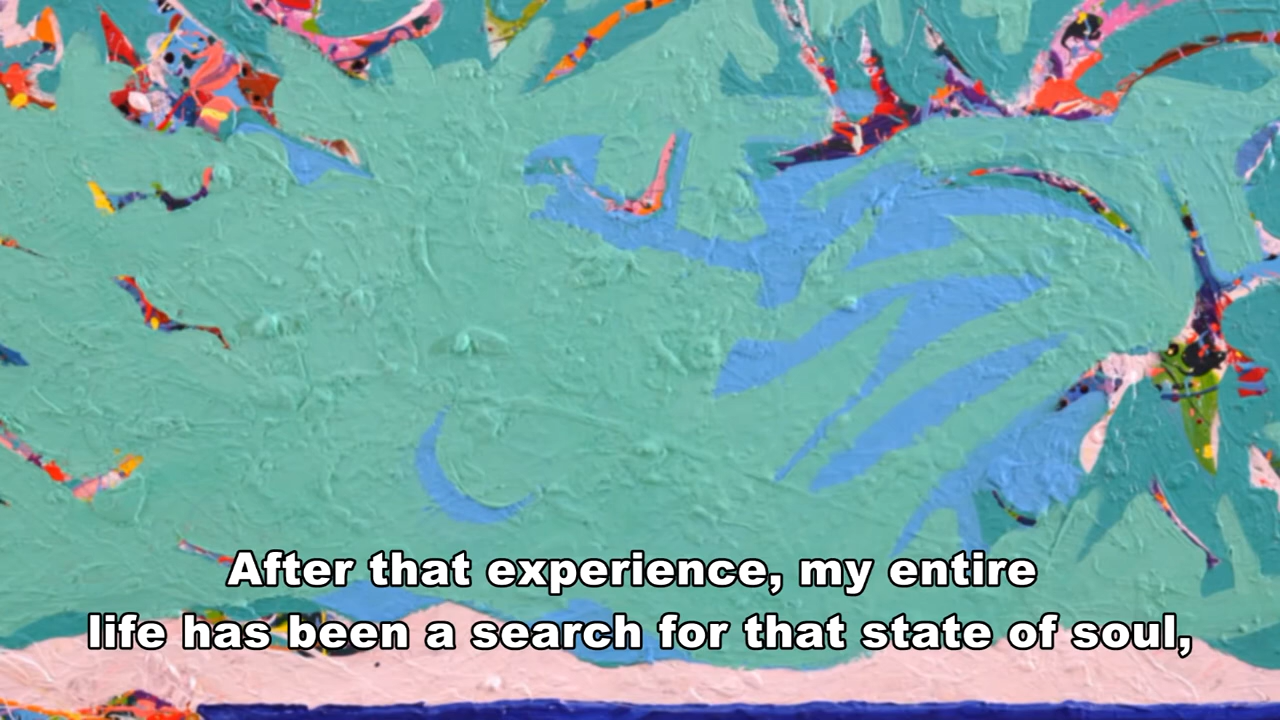 After that experience, my entire
life has been a search for that state of soul,